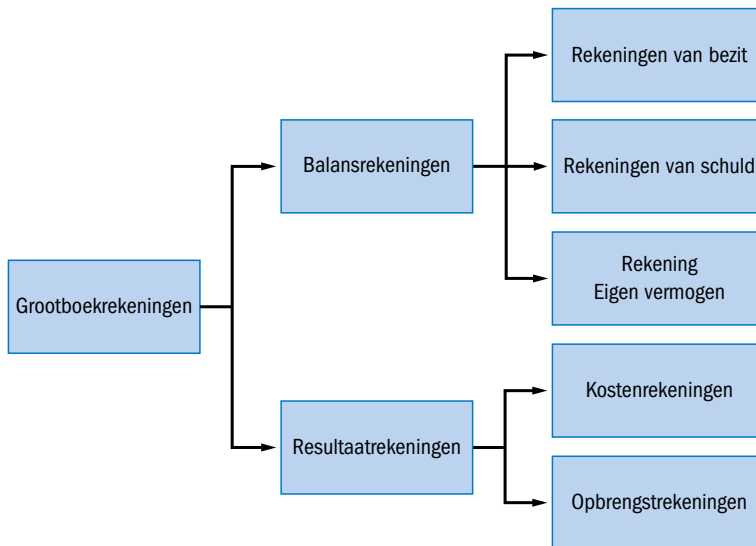 Rekeningen van bezit
Balansrekeningen
Rekeningen van schuld
Rekening
Eigen vermogen
Grootboekrekeningen
Kostenrekeningen
Resultaatrekeningen
Opbrengstrekeningen